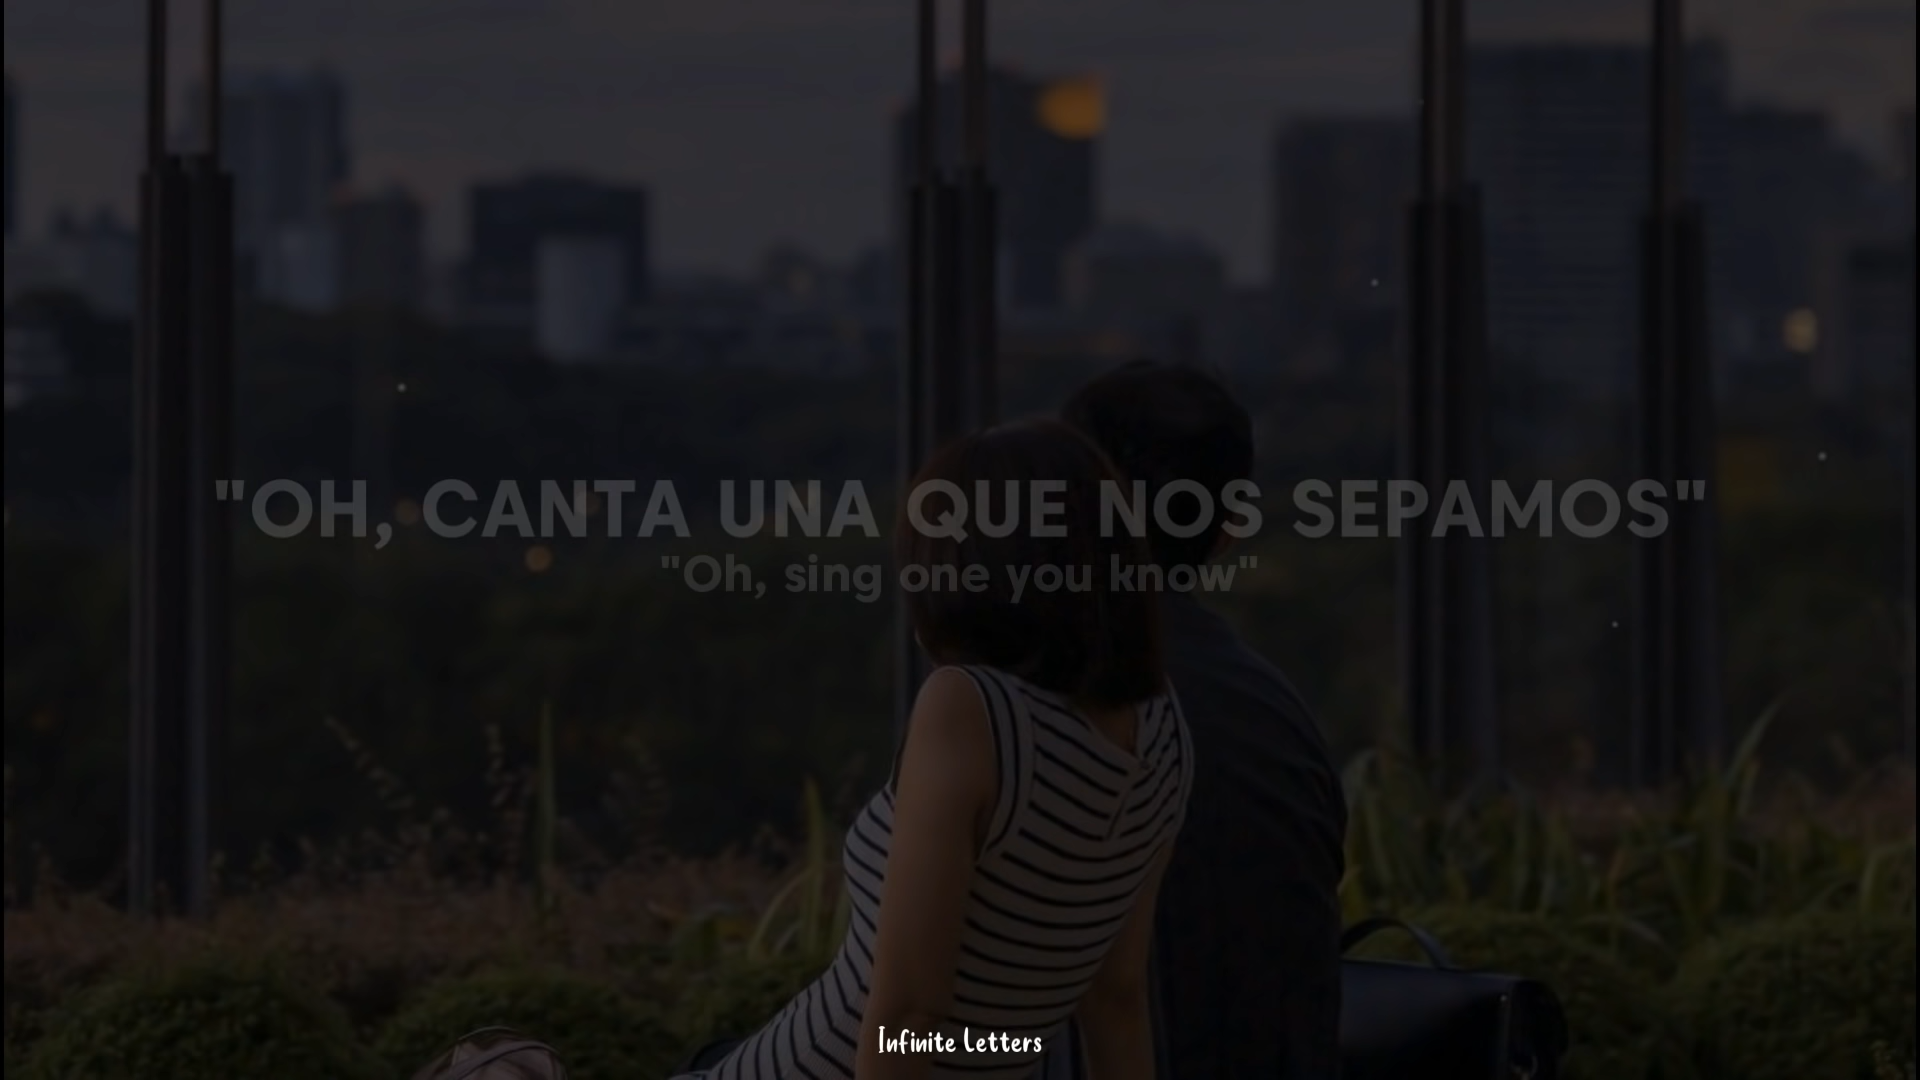 "OH, CANTA UNA QUE NOS SEPAMOS"
"Oh, sing one you know"
Infinite Letters